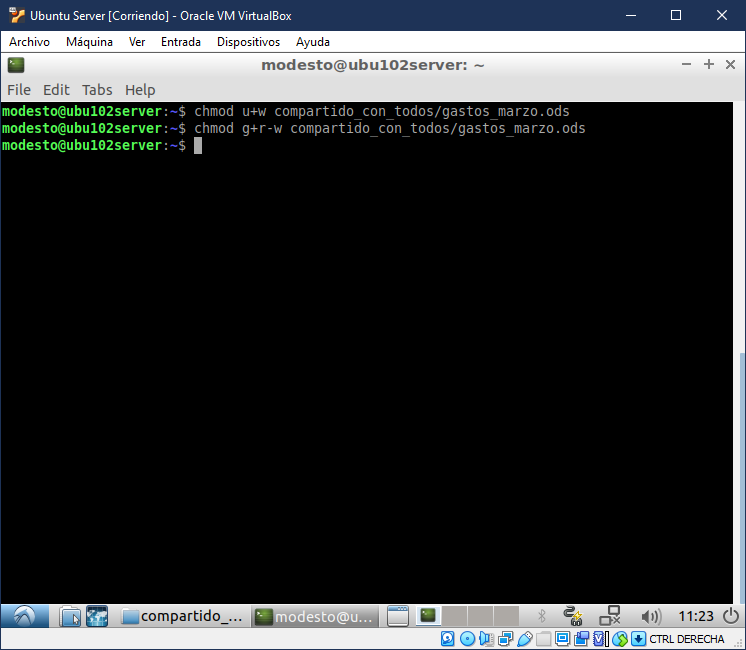 Ubuntu Server [Corriendo] - Oracle VM VirtualBox
Archivo Máquina Ver Entrada Dispositivos Ayuda
modesto@ubu102server: ~
File Edit Tabs Help
modesto@ubu102server:~$ chmod u+w compartido_con_todos/gastos_marzo.ods
modesto@ubu102server:~$ chmod g+r-w compartido_con_todos/gastos_marzo.ods
modesto@ubu102server:~$
compartido_... modesto@u... 11:23
CTRL DERECHA